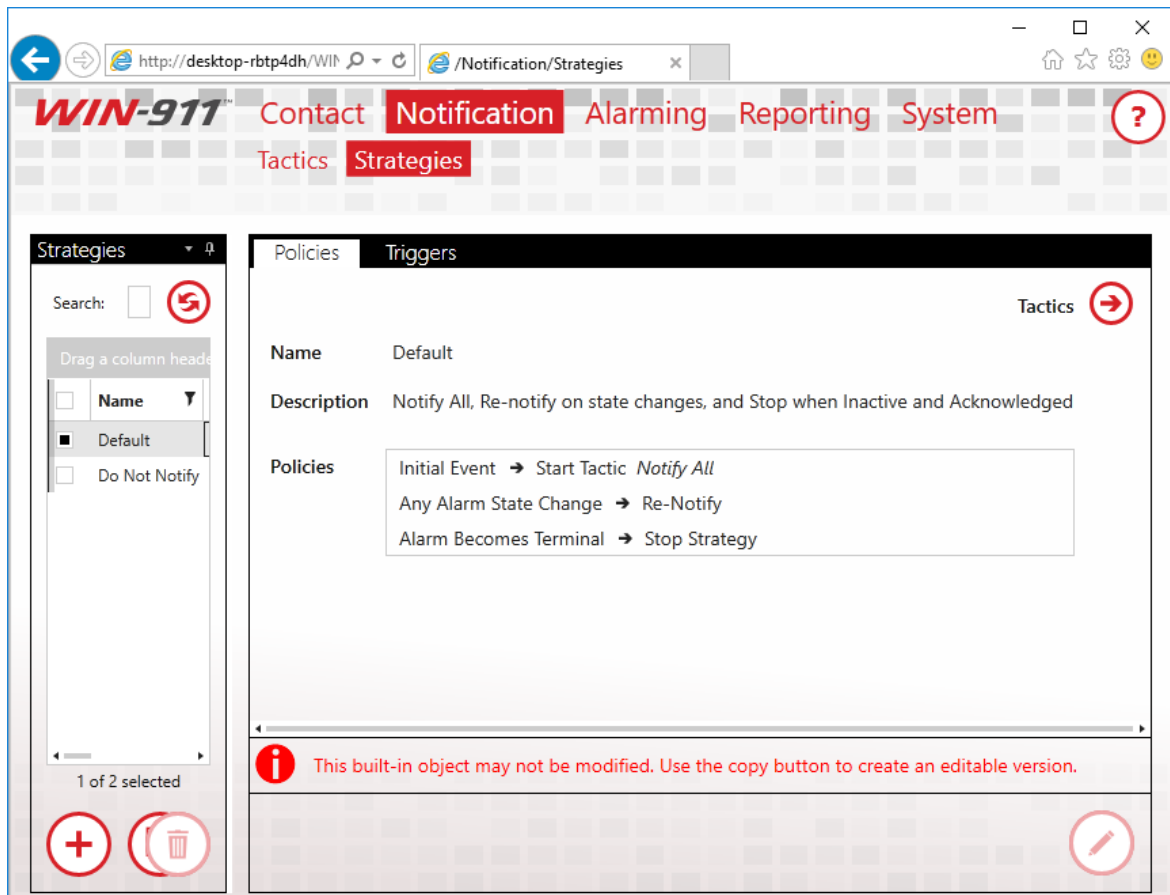 http://desktop-rbtp4dh/WIN
/Notification/Strategies
WIN-911™
Contact Notification Alarming Reporting System
?
Tactics Strategies
Strategies
Policies Triggers
Search:
Tactics
Drag a column heade
Name
Default
Do Not Notify
Name Default
Description Notify All, Re-notify on state changes, and Stop when Inactive and Acknowledged
Policies
Initial Event ➔ Start Tactic Notify All
Any Alarm State Change ➔ Re-Notify
Alarm Becomes Terminal ➔ Stop Strategy
1 of 2 selected
This built-in object may not be modified. Use the copy button to create an editable version.